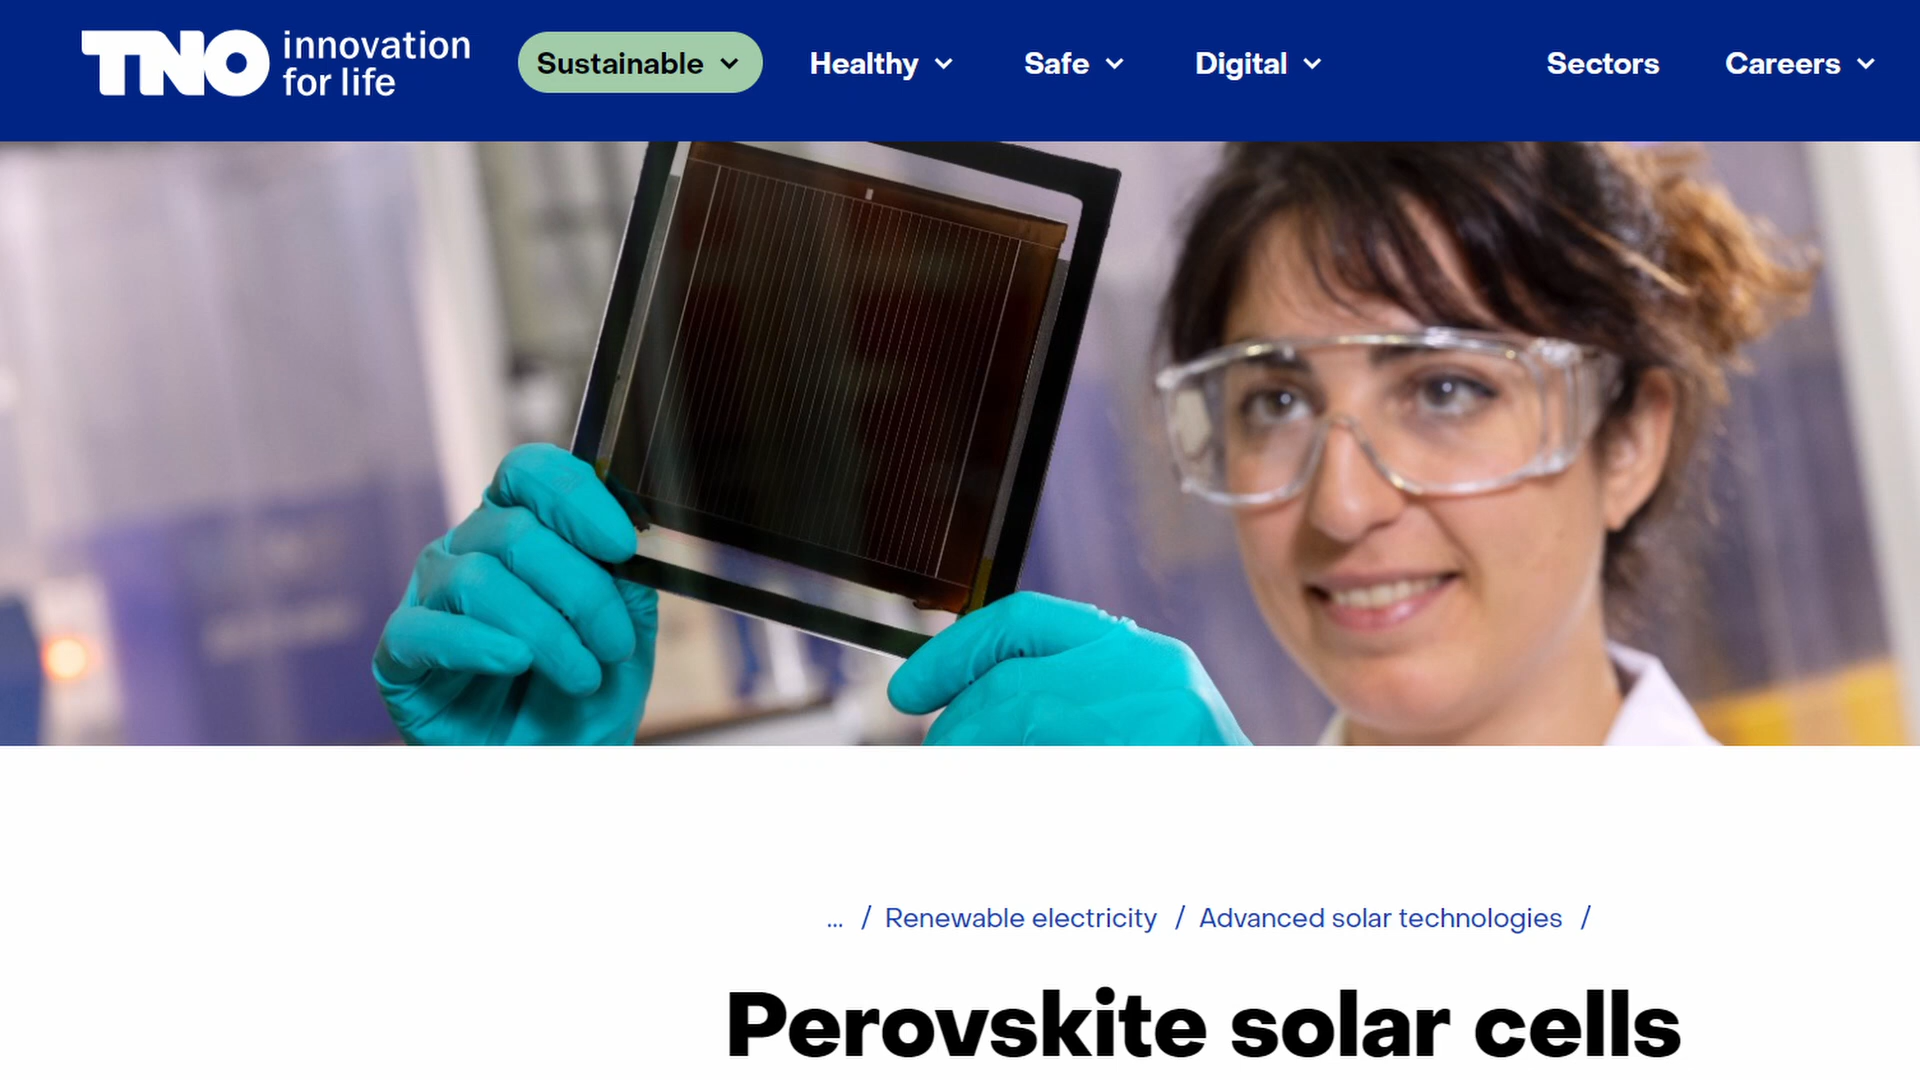 TNO innovation for life
Sustainable Healthy Safe Digital Sectors Careers
... / Renewable electricity / Advanced solar technologies /
Perovskite solar cells